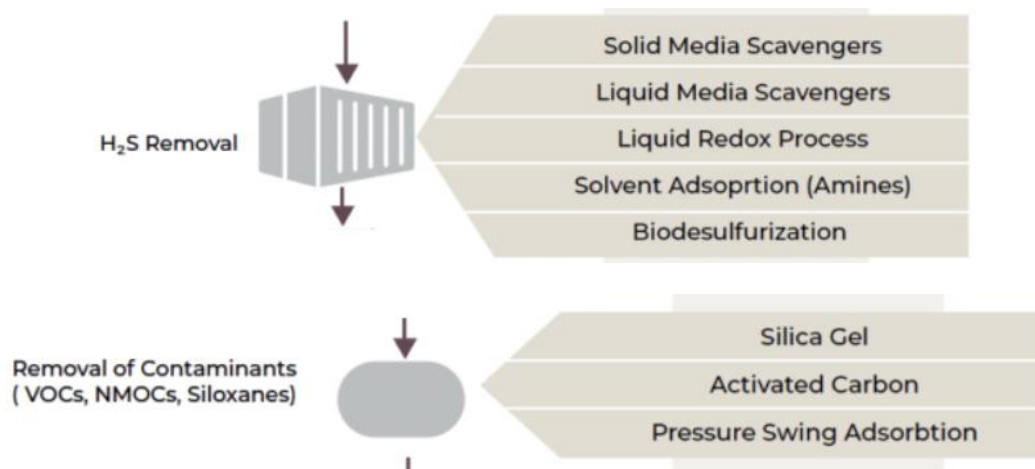 Solid Media Scavengers
Liquid Media Scavengers
H₂S Removal
Liquid Redox Process
Solvent Adsoprtion (Amines)
Biodesulfurization
Silica Gel
Removal of Contaminants
( VOCs, NMOCs, Siloxanes)
Activated Carbon
Pressure Swing Adsorbtion